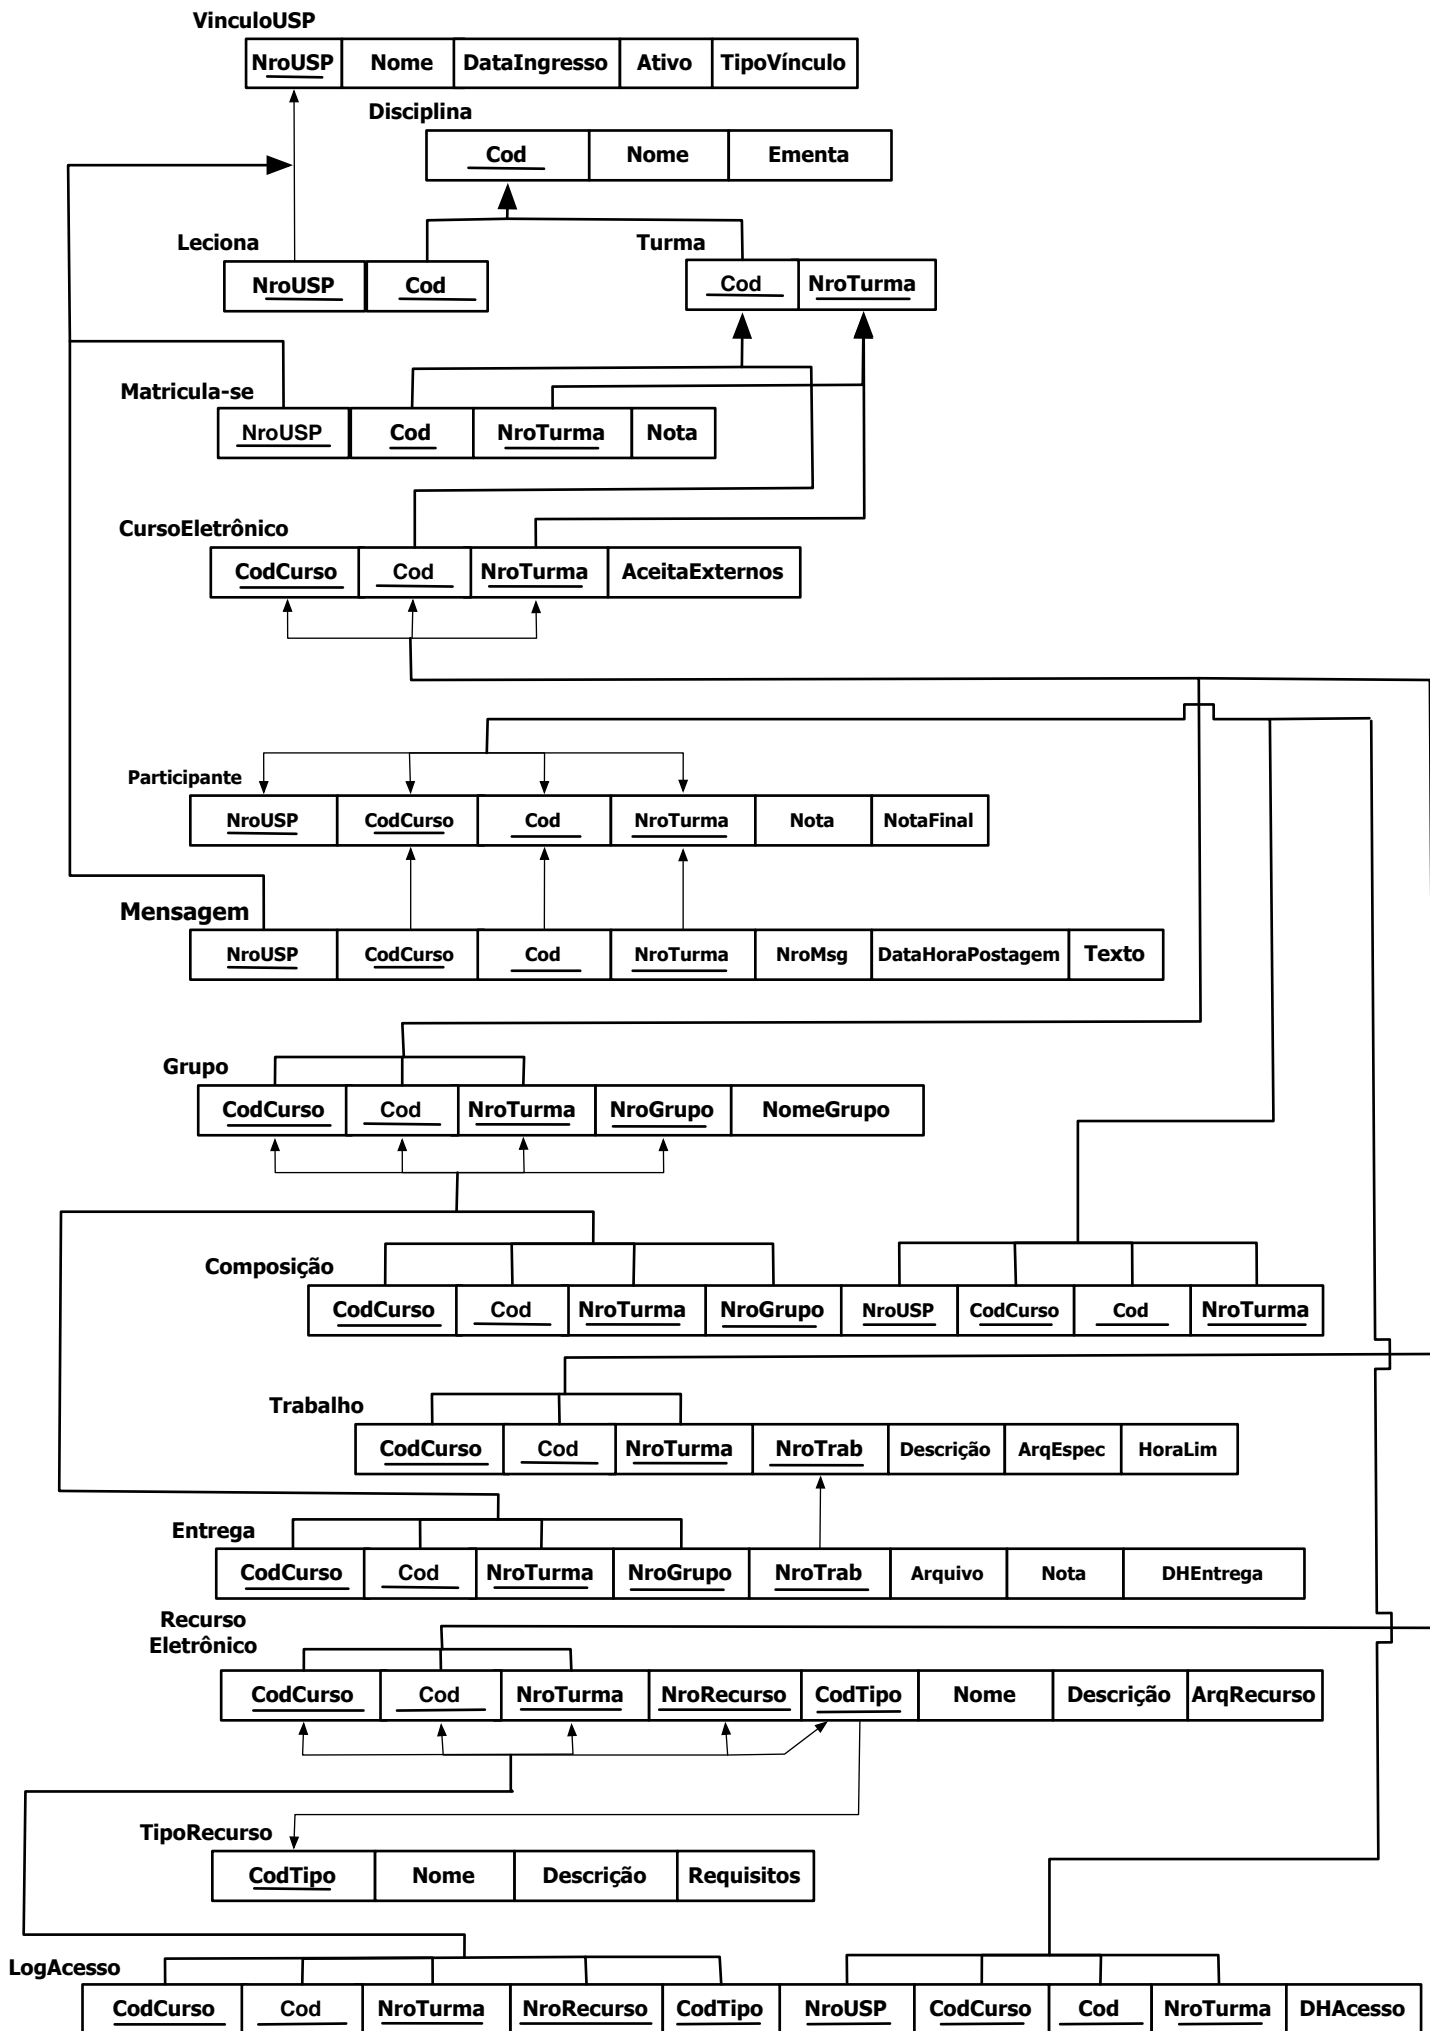 VinculoUSP
NroUSP Nome DataIngresso Ativo TipoVínculo
Disciplina
Cod Nome Ementa
Leciona Turma
NroUSP Cod Cod NroTurma
Matricula-se
NroUSP Cod NroTurma Nota
CursoEletrônico
CodCurso Cod NroTurma AceitaExternos
Participante
NroUSP CodCurso Cod NroTurma Nota NotaFinal
Mensagem
NroUSP CodCurso Cod NroTurma NroMsg DataHoraPostagem Texto
Grupo
CodCurso Cod NroTurma NroGrupo NomeGrupo
Composição
CodCurso Cod NroTurma NroGrupo NroUSP CodCurso Cod NroTurma
Trabalho
CodCurso Cod NroTurma NroTrab Descrição ArqEspec HoraLim
Entrega
CodCurso Cod NroTurma NroGrupo NroTrab Arquivo Nota DHEntrega
Recurso
Eletrônico
CodCurso Cod NroTurma NroRecurso CodTipo Nome Descrição ArqRecurso
TipoRecurso
CodTipo Nome Descrição Requisitos
LogAcesso
CodCurso Cod NroTurma NroRecurso CodTipo NroUSP CodCurso Cod NroTurma DHAcesso